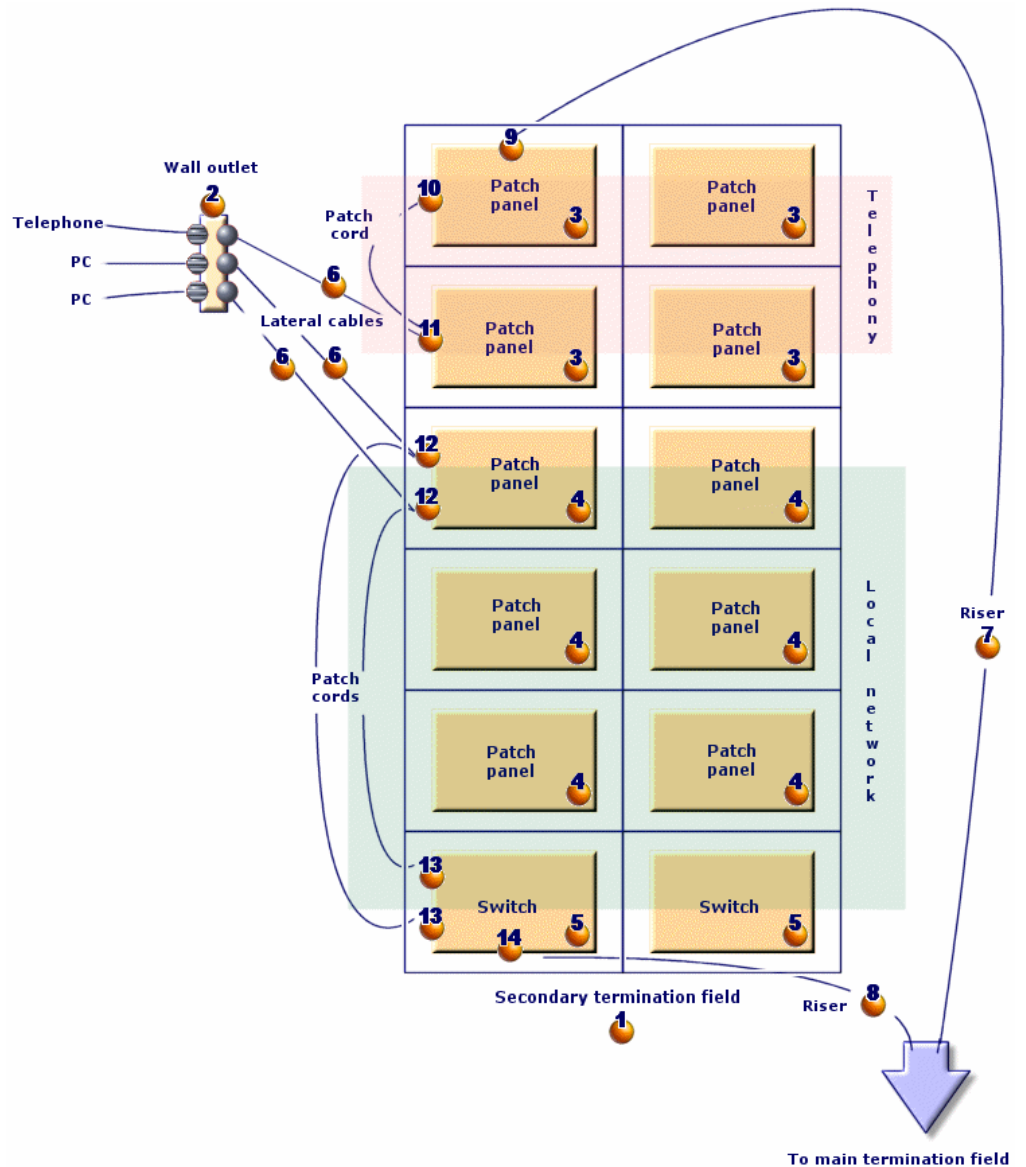 9
Wall outlet
2
10
Patch
panel
3
Patch
panel
3
T
e
l
e
p
h
o
n
y
Telephone
PC
PC
Patch
cord
6
Lateral cables
6
6
11
Patch
panel
3
Patch
panel
3
12
12
Patch
panel
4
Patch
panel
4
Patch
panel
4
Patch
panel
4
L
o
c
a
l
n
e
t
w
o
r
k
Riser
7
Patch
cords
Patch
panel
4
Patch
panel
4
13
13
Switch
14
5
Switch
5
Secondary termination field
1
Riser
8
To main termination field